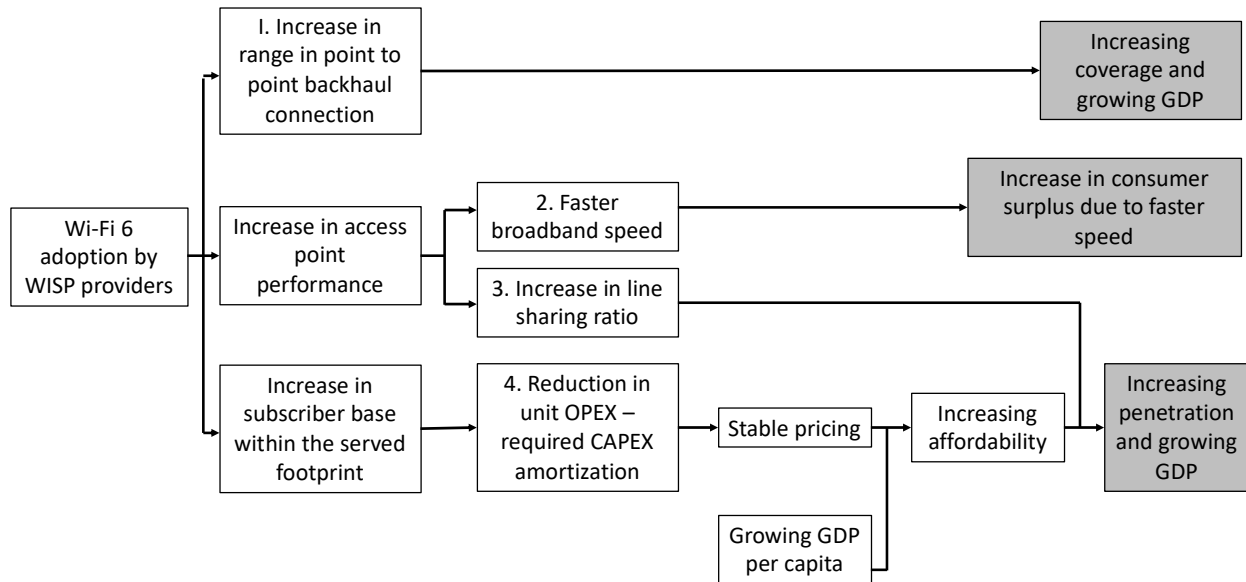 I. Increase in
range in point to
point backhaul
connection
Increasing
coverage and
growing GDP
Wi-Fi 6
adoption by
WISP providers
Increase in access
point
performance
2. Faster
broadband speed
Increase in consumer
surplus due to faster
speed
3. Increase in line
sharing ratio
Increase in
subscriber base
within the served
footprint
4. Reduction in
unit OPEX –
required CAPEX
amortization
Stable pricing
Increasing
affordability
Increasing
penetration
and growing
GDP
Growing GDP
per capita